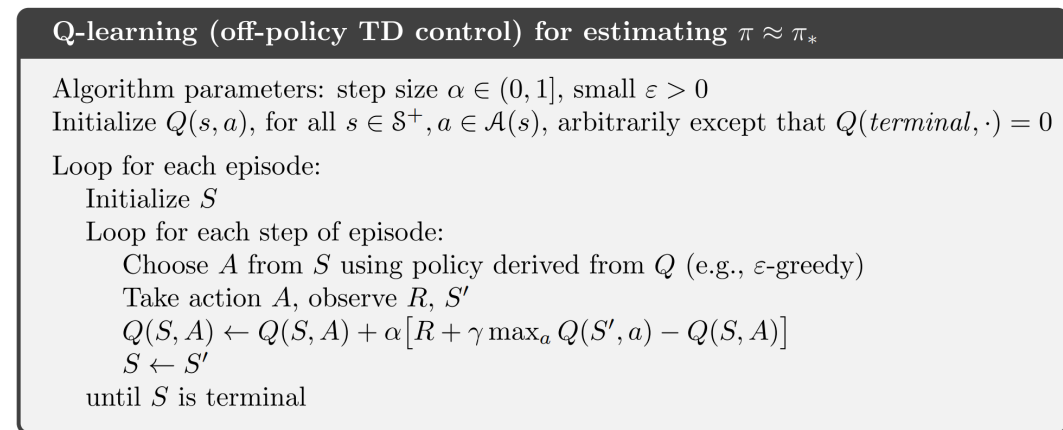 Q-learning (off-policy TD control) for estimating π ≈ π∗
Algorithm parameters: step size α ∈ (0, 1], small ε > 0
Initialize Q(s, a), for all s ∈ 𝒮⁺, a ∈ 𝒜(s), arbitrarily except that Q(terminal, ·) = 0
Loop for each episode:
Initialize S
Loop for each step of episode:
Choose A from S using policy derived from Q (e.g., ε-greedy)
Take action A, observe R, S′
Q(S, A) ← Q(S, A) + α[R + γ maxₐ Q(S′, a) − Q(S, A)]
S ← S′
until S is terminal